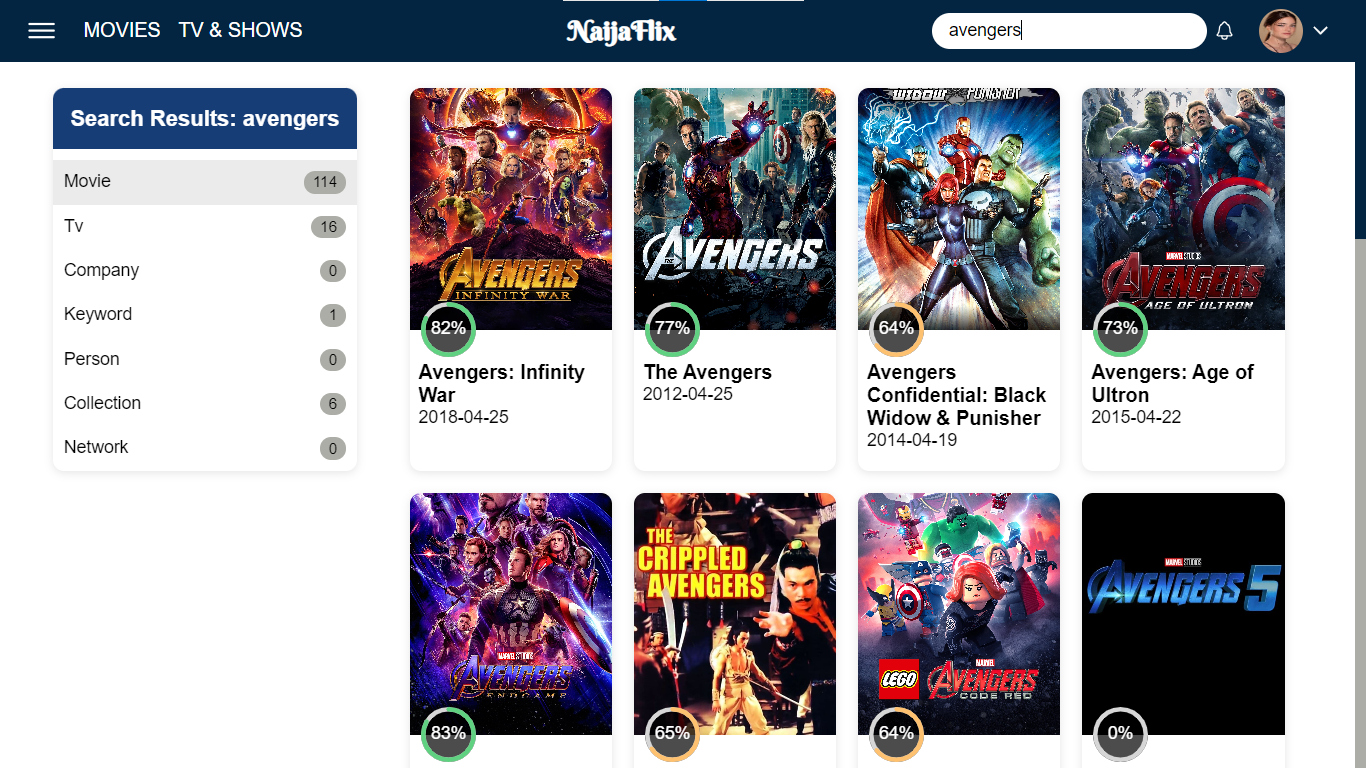 MOVIES TV & SHOWS NaijaFlix avengers
Search Results: avengers
Movie 114
Tv 16
Company 0
Keyword 1
Person 0
Collection 6
Network 0
AVENGERS
INFINITY WAR
82%
Avengers: Infinity
War
2018-04-25
THE AVENGERS
77%
The Avengers
2012-04-25
WIDOW PUNISHER
64%
Avengers
Confidential: Black
Widow & Punisher
2014-04-19
MARVEL STUDIOS
AVENGERS
AGE OF ULTRON
73%
Avengers: Age of
Ultron
2015-04-22
MARVEL STUDIOS
AVENGERS
ENDGAME
83%
THE
CRIPPLED
AVENGERS
65%
LEGO MARVEL
AVENGERS
CODE RED
64%
MARVEL STUDIOS
AVENGERS 5
0%